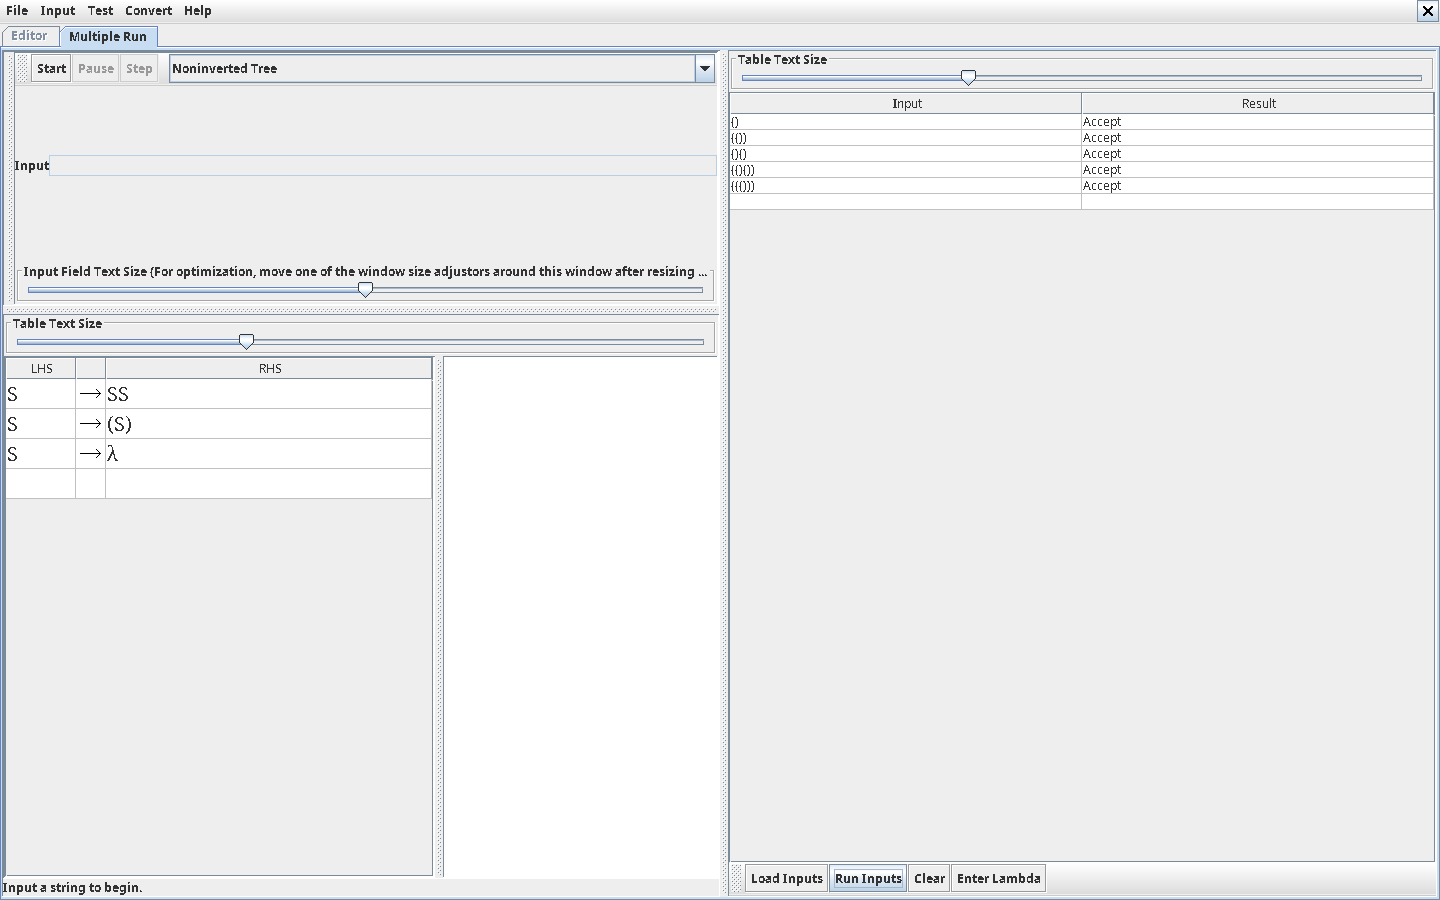 File Input Test Convert Help
Editor Multiple Run
Start Pause Step Noninverted Tree
Input
Input Field Text Size (For optimization, move one of the window size adjustors around this window after resizing ...
Table Text Size
LHS RHS
S → SS
S → (S)
S → λ
Input a string to begin.
Table Text Size
Input Result
() Accept
(()) Accept
()() Accept
(()()) Accept
((())) Accept
Load Inputs Run Inputs Clear Enter Lambda